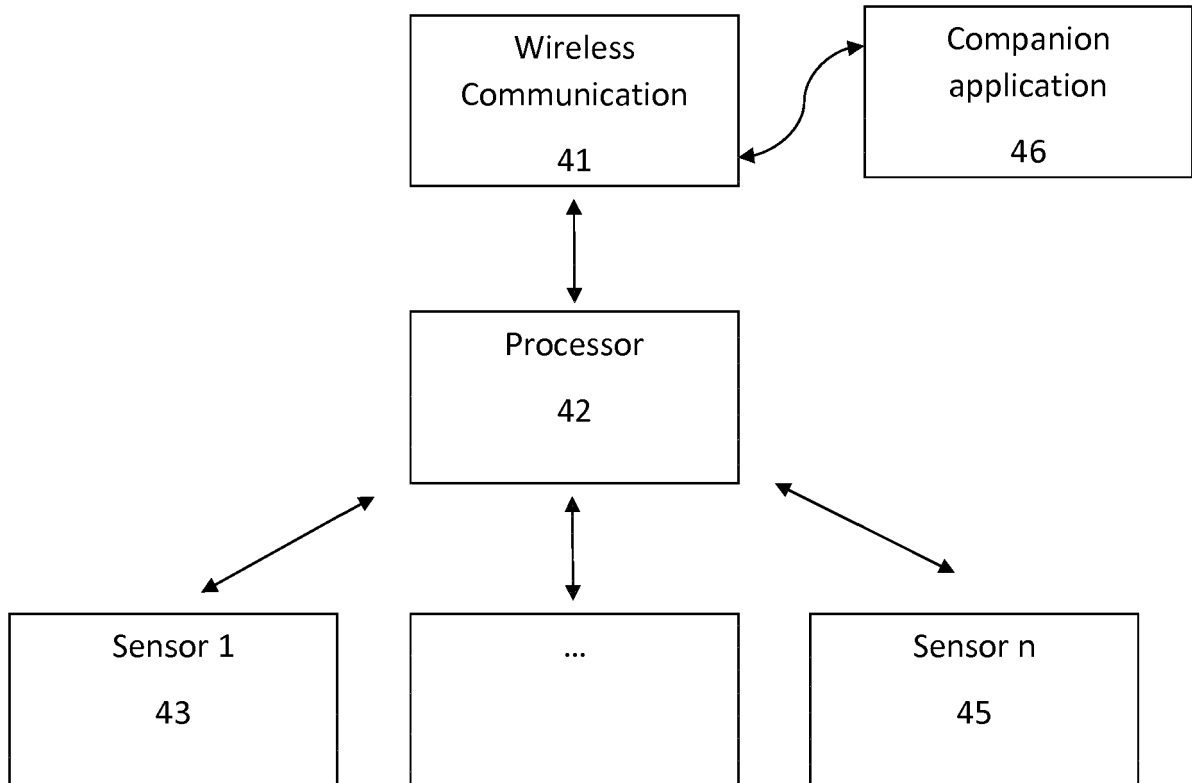 Wireless
Communication
41
Companion
application
46
Processor
42
Sensor 1
43
...
Sensor n
45